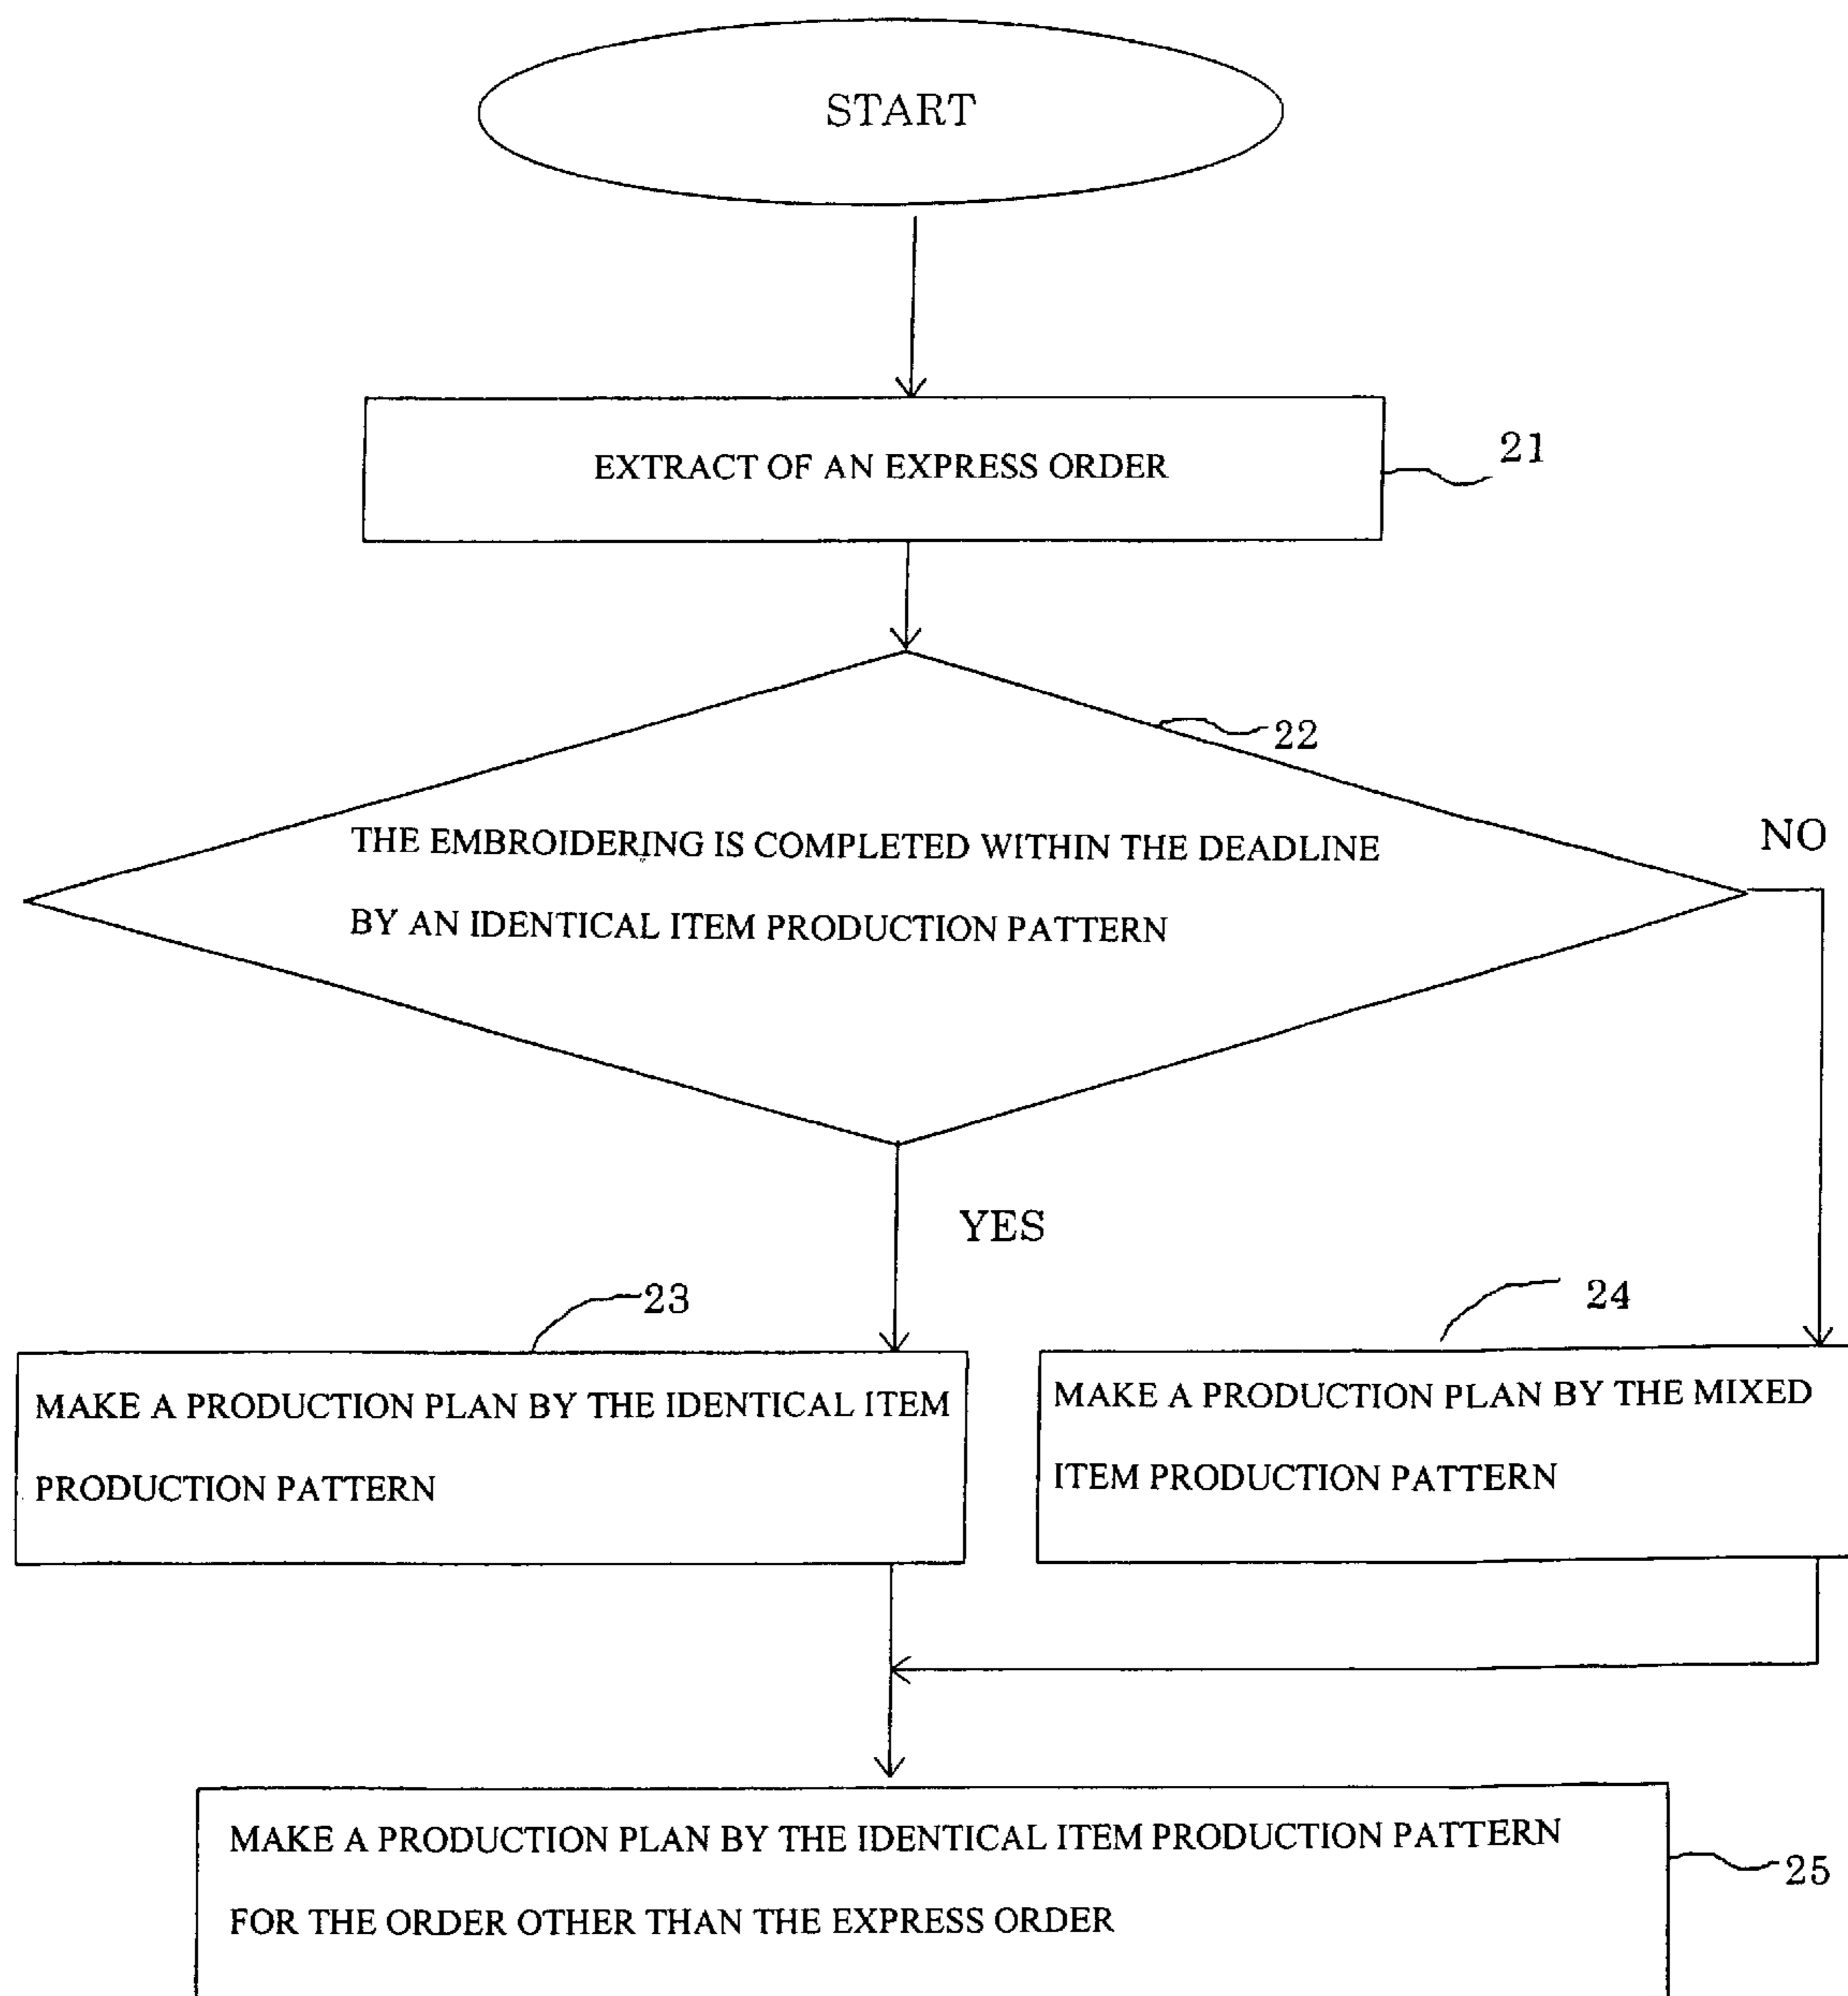 START
EXTRACT OF AN EXPRESS ORDER
21
22
THE EMBROIDERING IS COMPLETED WITHIN THE DEADLINE
BY AN IDENTICAL ITEM PRODUCTION PATTERN
NO
YES
23
24
MAKE A PRODUCTION PLAN BY THE IDENTICAL ITEM
PRODUCTION PATTERN
MAKE A PRODUCTION PLAN BY THE MIXED
ITEM PRODUCTION PATTERN
MAKE A PRODUCTION PLAN BY THE IDENTICAL ITEM PRODUCTION PATTERN
FOR THE ORDER OTHER THAN THE EXPRESS ORDER
25